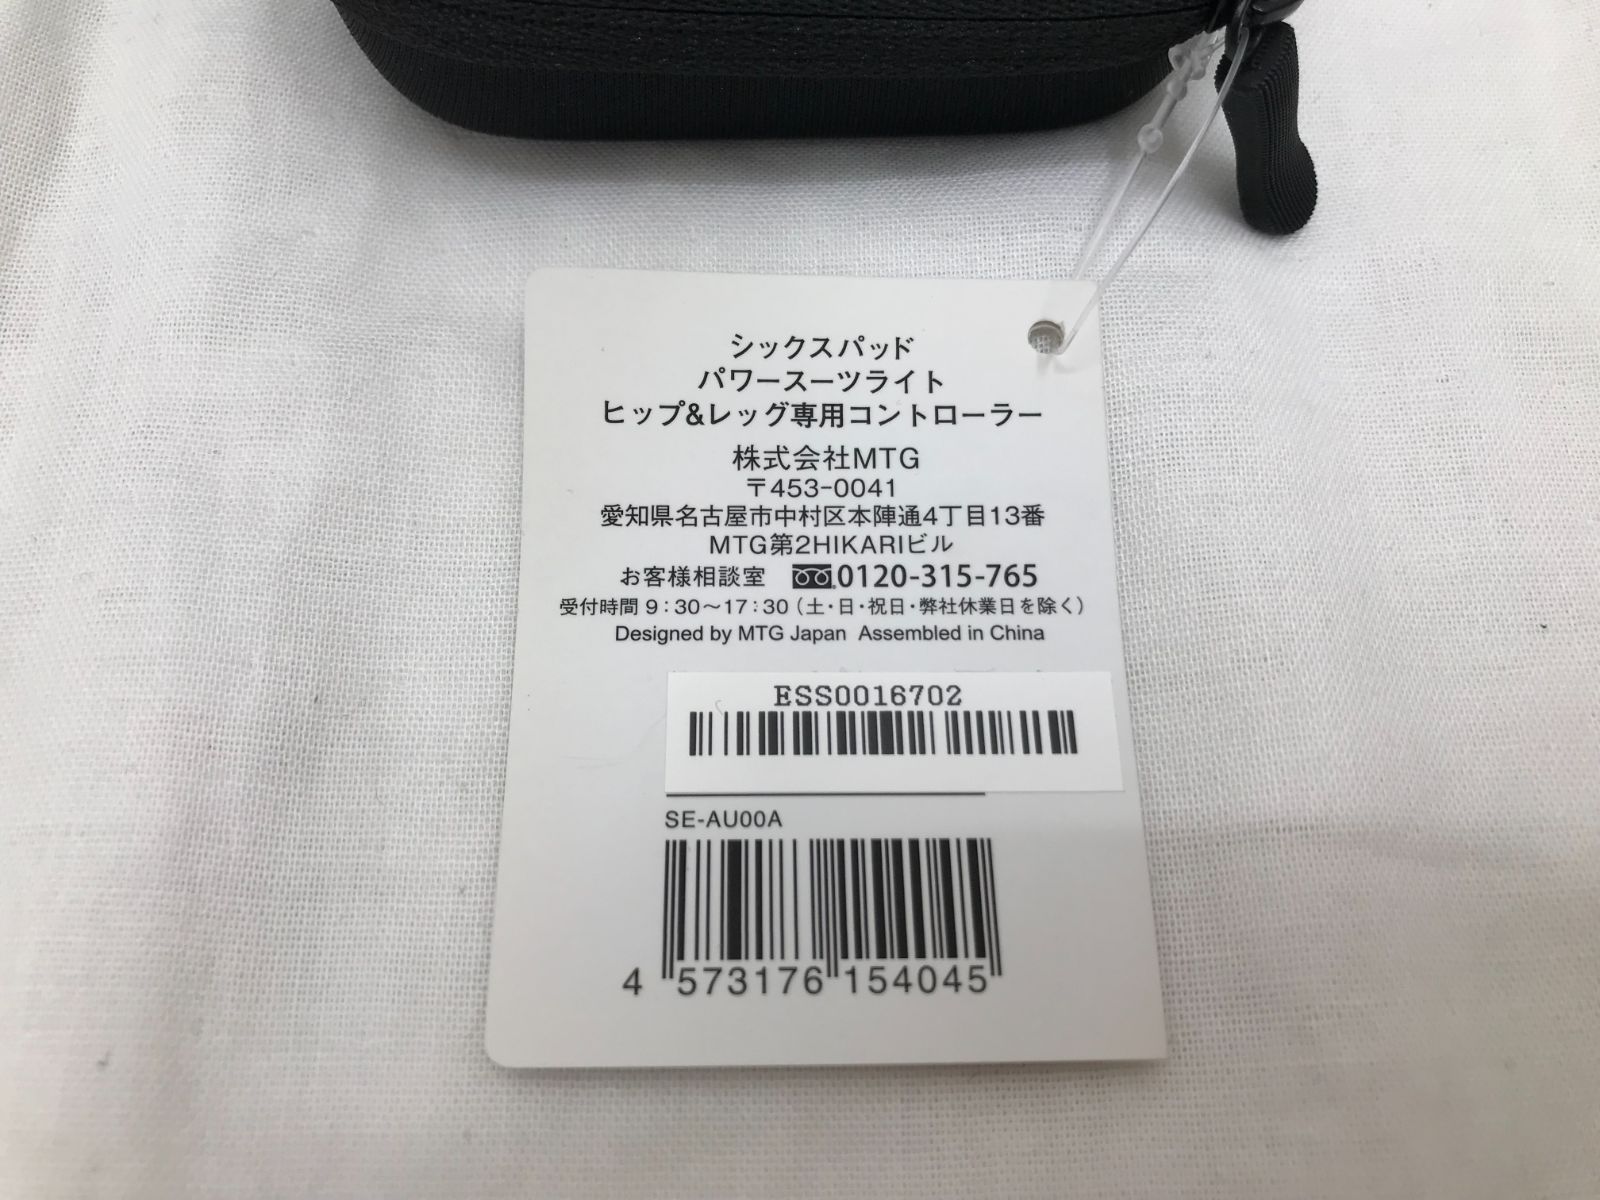 シックスパッド
パワースーツライト
ヒップ&レッグ専用コントローラー
株式会社MTG
〒453-0041
愛知県名古屋市中村区本陣通4丁目13番
MTG第2HIKARIビル
お客様相談室 0120-315-765
受付時間 9：30〜17：30（土・日・祝日・弊社休業日を除く）
Designed by MTG Japan Assembled in China
ESS0016702
SE-AU00A
4 573176 154045